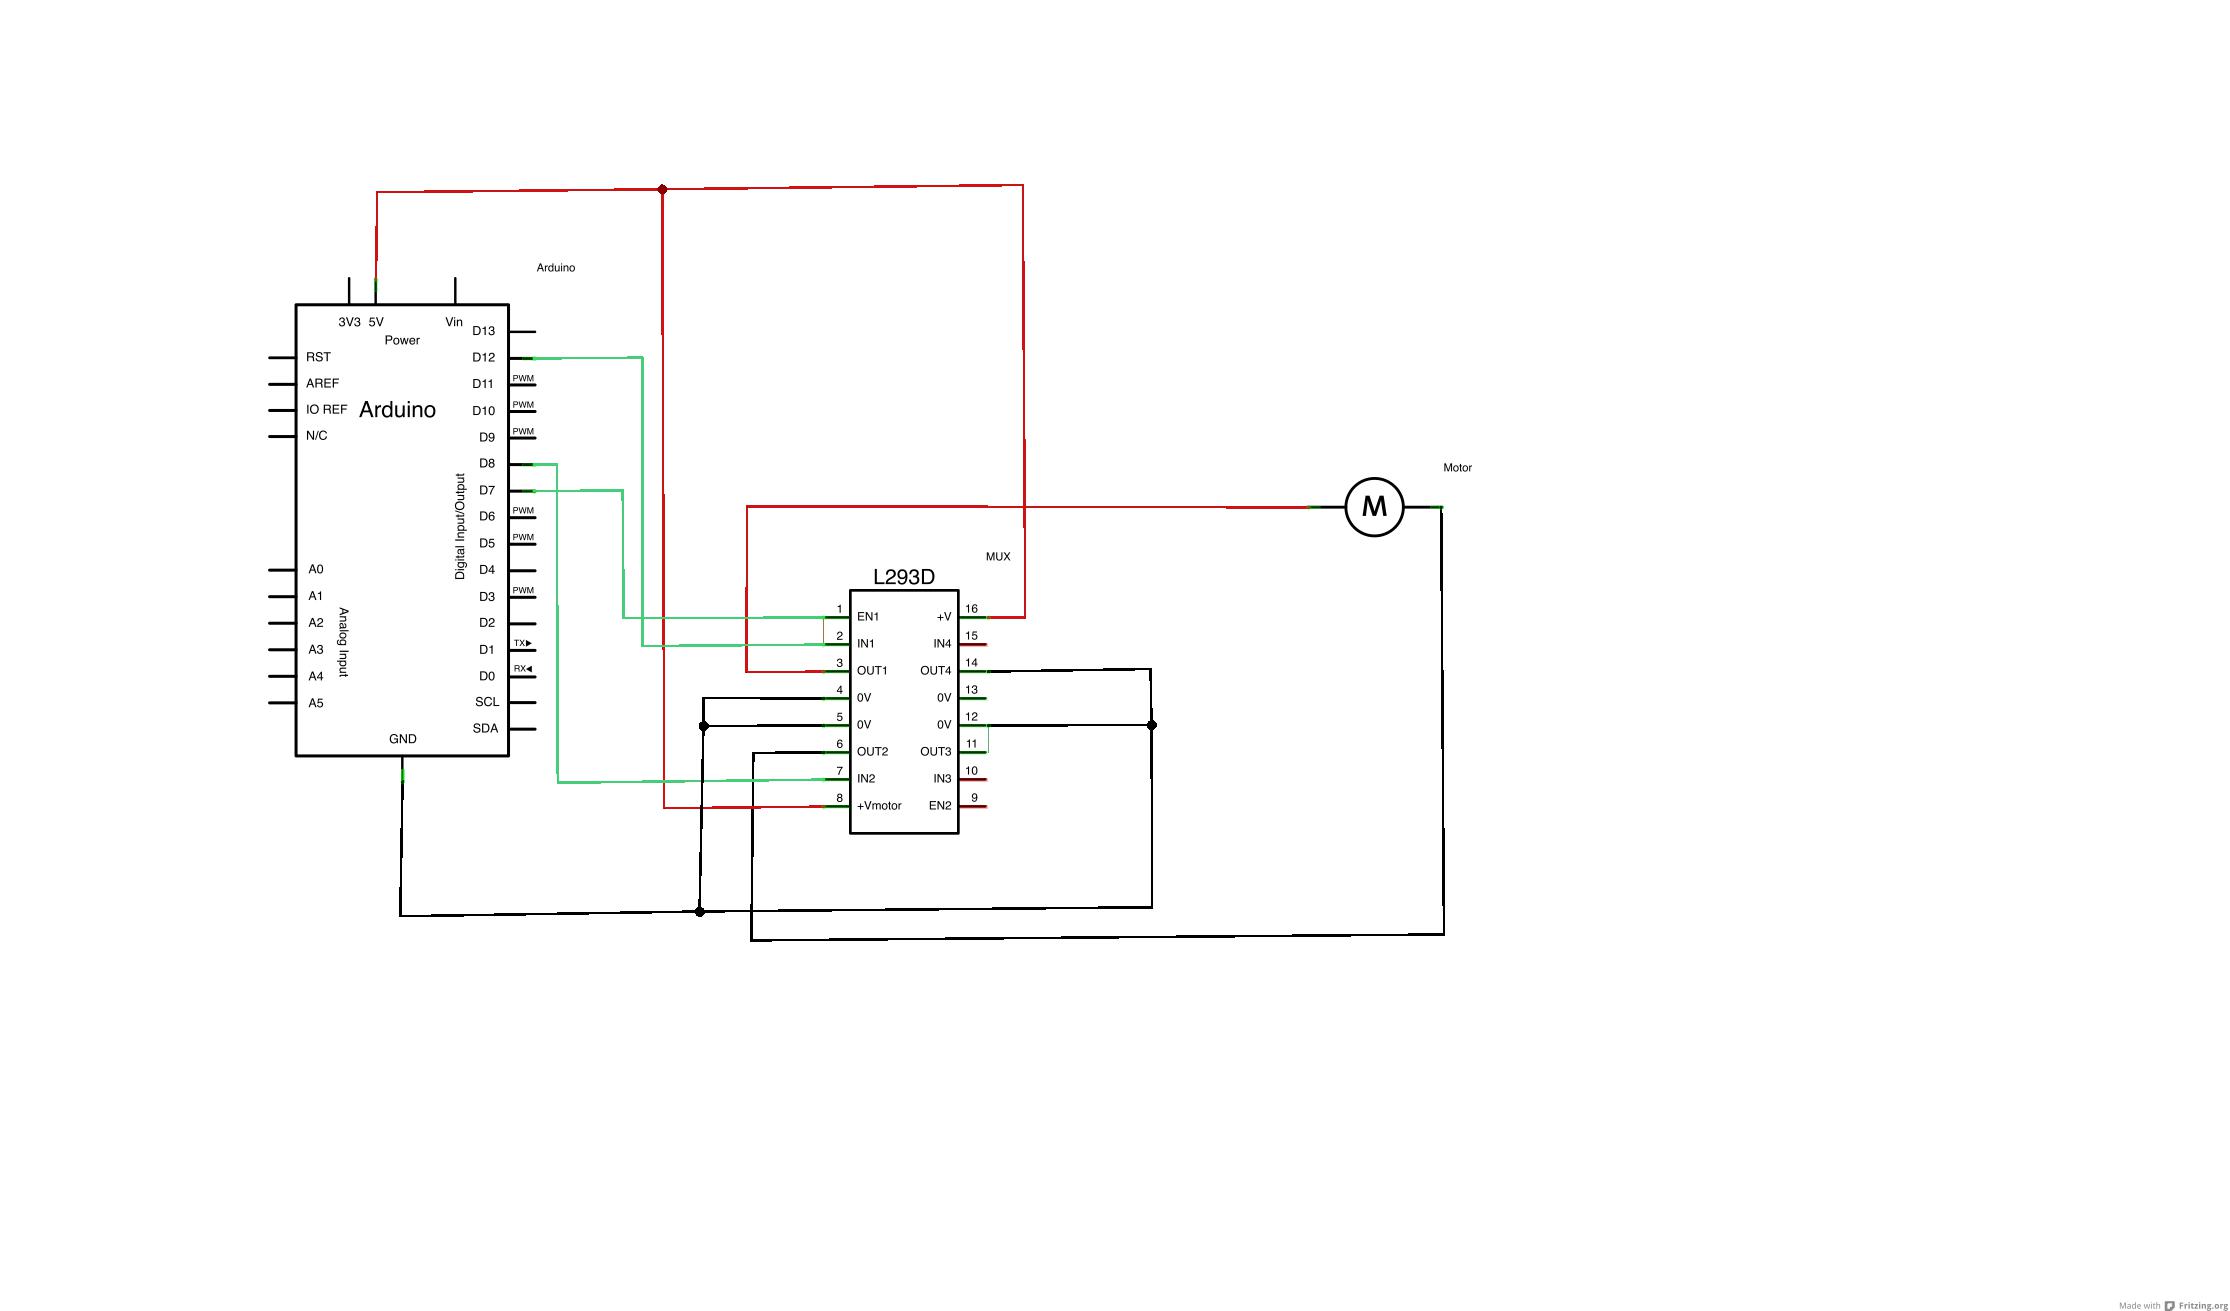 Arduino
3V3 5V Vin
Power
D13
RST D12
PWM
AREF D11
PWM
IO REF Arduino D10
PWM
N/C D9
D8
D7
PWM
D6
PWM
D5
Digital Input/Output
A0 D4
PWM
A1 D3
A2 D2
TX
A3 D1
RX
A4 D0
Analog Input
A5 SCL
SDA
GND
Motor
M
MUX
L293D
1 EN1 +V 16
2 IN1 IN4 15
3 OUT1 OUT4 14
4 0V 0V 13
5 0V 0V 12
6 OUT2 OUT3 11
7 IN2 IN3 10
8 +Vmotor EN2 9
Made with Fritzing.org